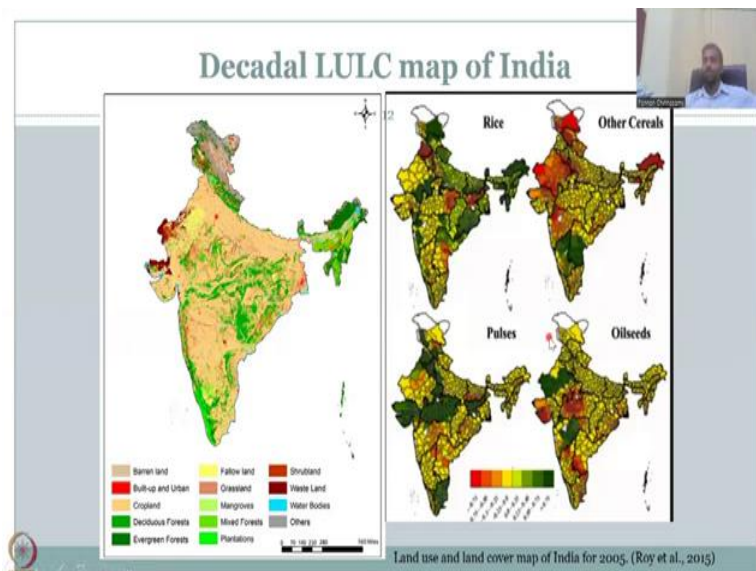 Decadal LULC map of India
12
Rice
Other Cereals
Pulses
Oilseeds
Barren land
Fallow land
Shrubland
Built-up and Urban
Grassland
Waste Land
Cropland
Mangroves
Water Bodies
Deciduous Forests
Mixed Forests
Others
Evergreen Forests
Plantations
Land use and land cover map of India for 2005. (Roy et al., 2015)